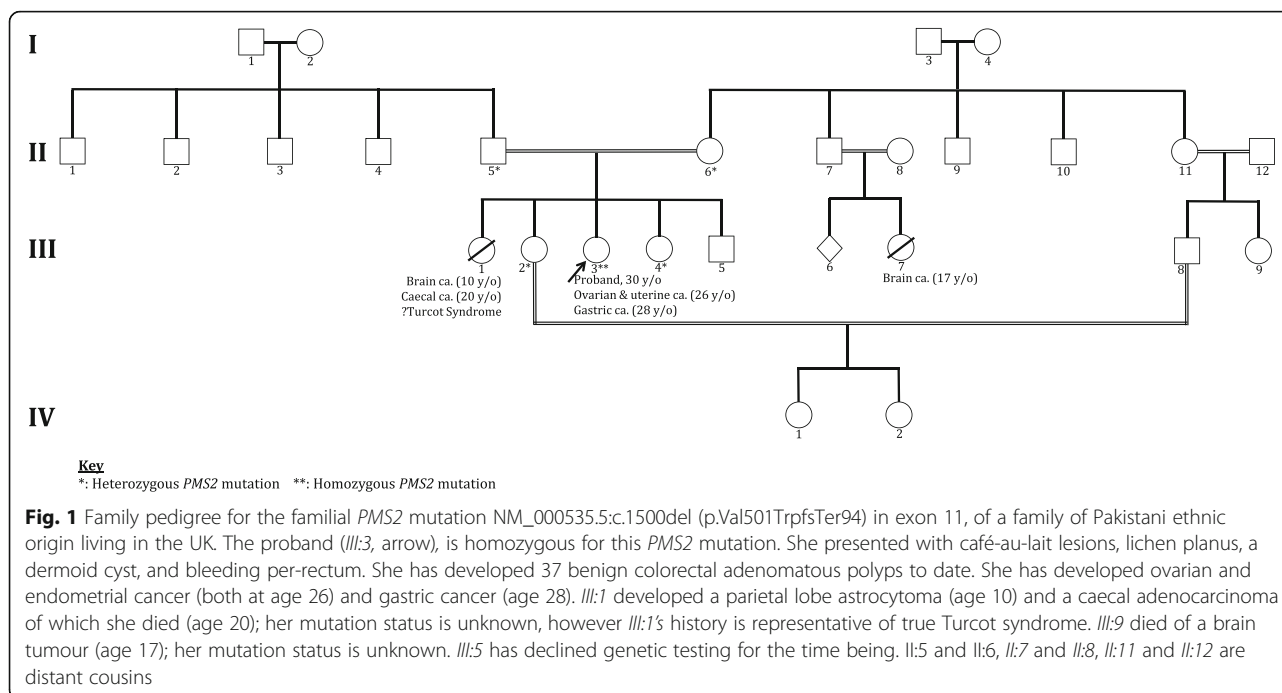 I
1 2 3 4
II
1 2 3 4 5* 6* 7 8 9 10 11 12
III
1 2* 3** 4* 5 6 7 8 9
Brain ca. (10 y/o)
Caecal ca. (20 y/o)
?Turcot Syndrome
Proband, 30 y/o
Ovarian & uterine ca. (26 y/o)
Gastric ca. (28 y/o)
Brain ca. (17 y/o)
IV
1 2
Key
*: Heterozygous PMS2 mutation **: Homozygous PMS2 mutation
Fig. 1 Family pedigree for the familial PMS2 mutation NM_000535.5:c.1500del (p.Val501TrpfsTer94) in exon 11, of a family of Pakistani ethnic
origin living in the UK. The proband (III:3, arrow), is homozygous for this PMS2 mutation. She presented with café-au-lait lesions, lichen planus, a
dermoid cyst, and bleeding per-rectum. She has developed 37 benign colorectal adenomatous polyps to date. She has developed ovarian and
endometrial cancer (both at age 26) and gastric cancer (age 28). III:1 developed a parietal lobe astrocytoma (age 10) and a caecal adenocarcinoma
of which she died (age 20); her mutation status is unknown, however III:1's history is representative of true Turcot syndrome. III:9 died of a brain
tumour (age 17); her mutation status is unknown. III:5 has declined genetic testing for the time being. II:5 and II:6, II:7 and II:8, II:11 and II:12 are
distant cousins